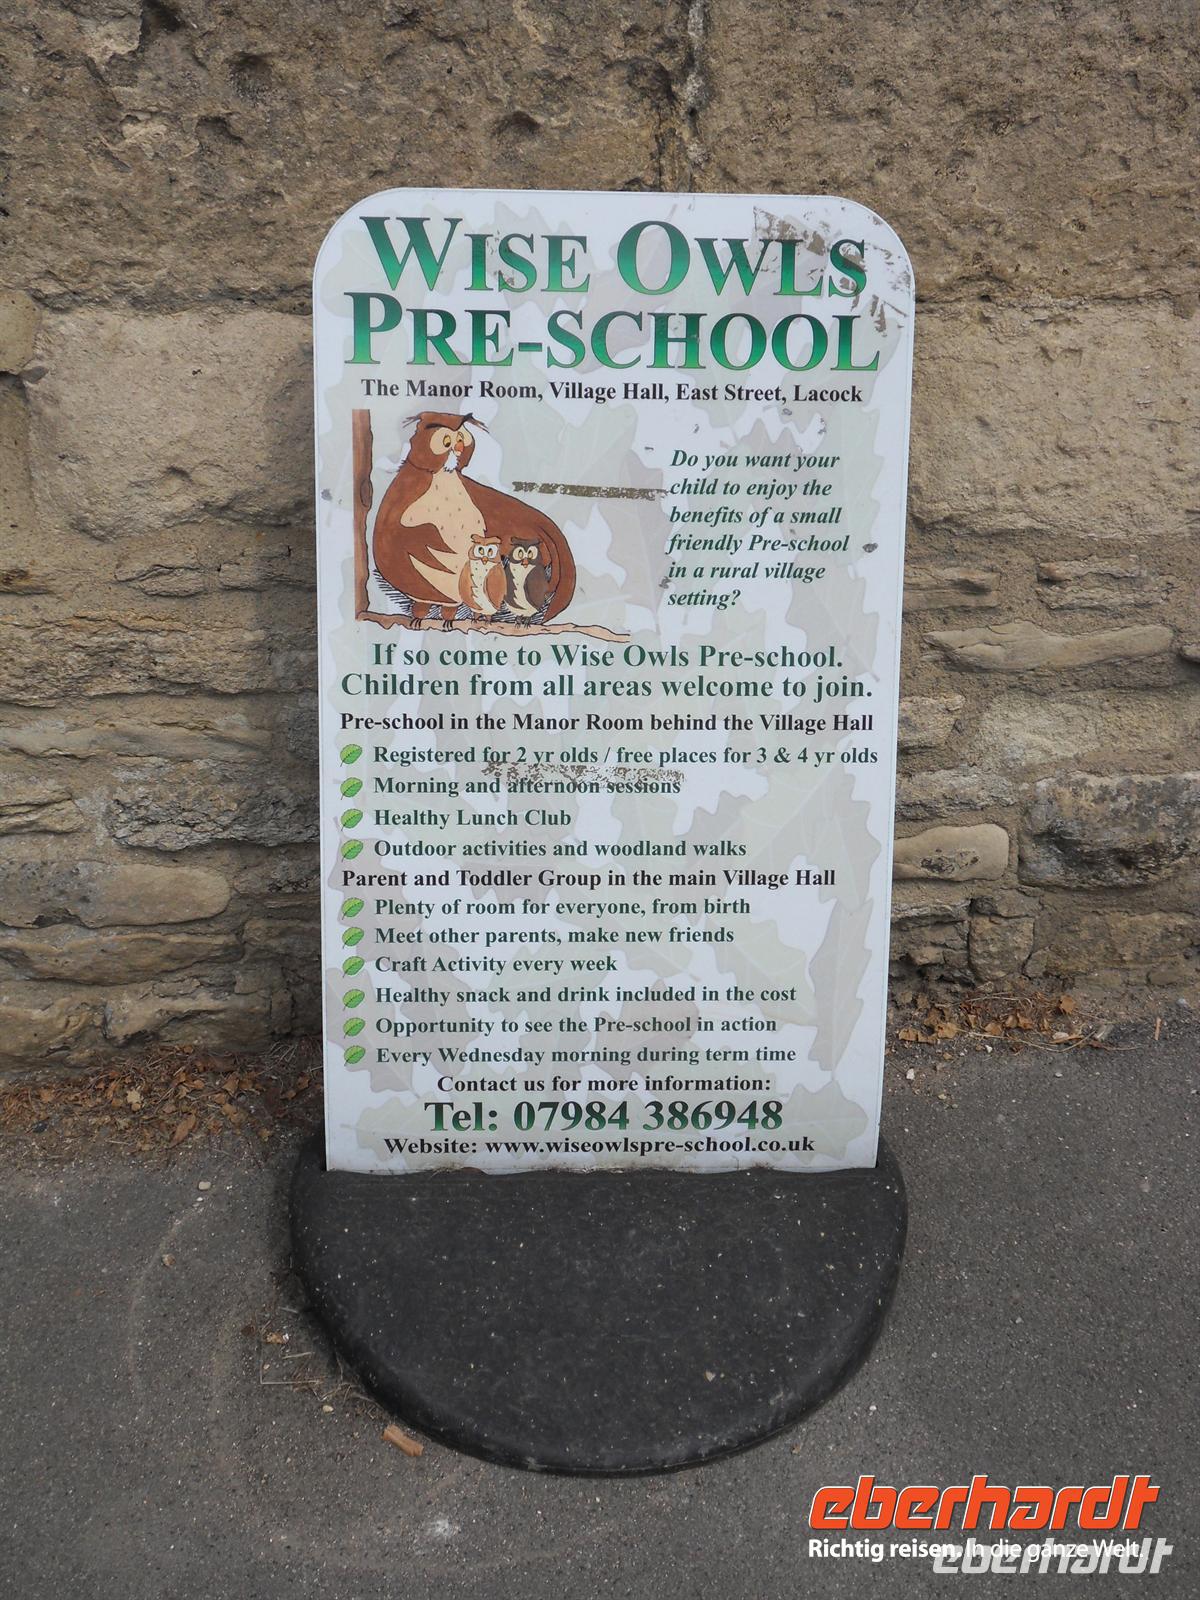 WISE OWLS
PRE-SCHOOL
The Manor Room, Village Hall, East Street, Lacock
Do you want your
child to enjoy the
benefits of a small
friendly Pre-school
in a rural village
setting?
If so come to Wise Owls Pre-school.
Children from all areas welcome to join.
Pre-school in the Manor Room behind the Village Hall
Registered for 2 yr olds / free places for 3 & 4 yr olds
Morning and afternoon sessions
Healthy Lunch Club
Outdoor activities and woodland walks
Parent and Toddler Group in the main Village Hall
Plenty of room for everyone, from birth
Meet other parents, make new friends
Craft Activity every week
Healthy snack and drink included in the cost
Opportunity to see the Pre-school in action
Every Wednesday morning during term time
Contact us for more information:
Tel: 07984 386948
Website: www.wiseowlspre-school.co.uk
eberhardt
Richtig reisen. In die ganze Welt.
eberhardt